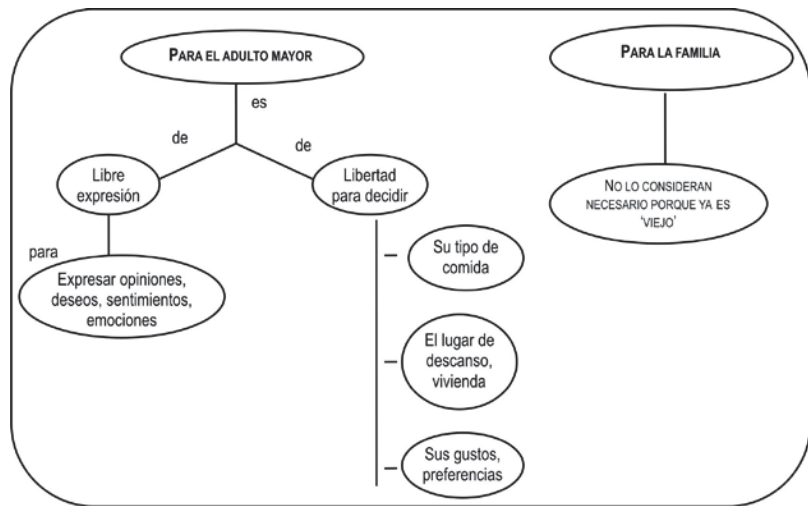 PARA EL ADULTO MAYOR
es
de
de
Libre
expresión
Libertad
para decidir
para
Expresar opiniones,
deseos, sentimientos,
emociones
Su tipo de
comida
El lugar de
descanso,
vivienda
Sus gustos,
preferencias
PARA LA FAMILIA
NO LO CONSIDERAN
NECESARIO PORQUE YA ES
‘VIEJO’